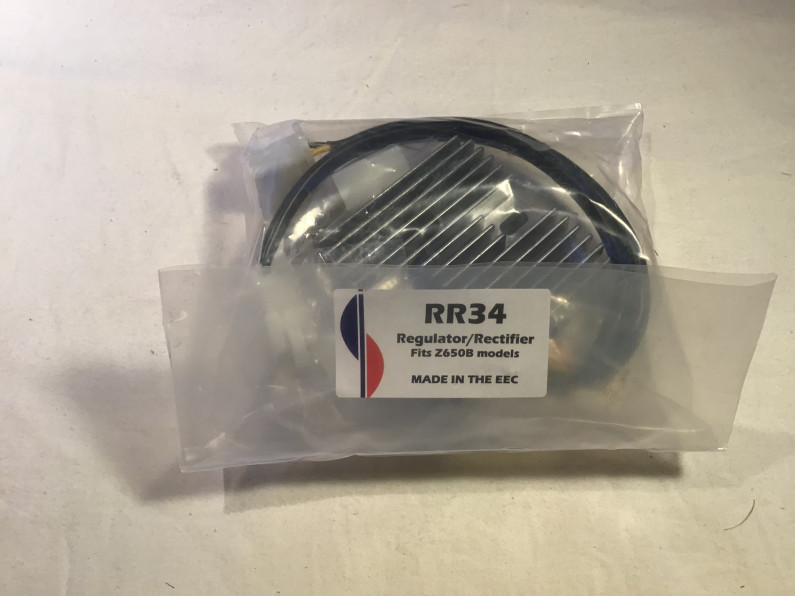 RR34
Regulator/Rectifier
Fits Z650B models
MADE IN THE EEC